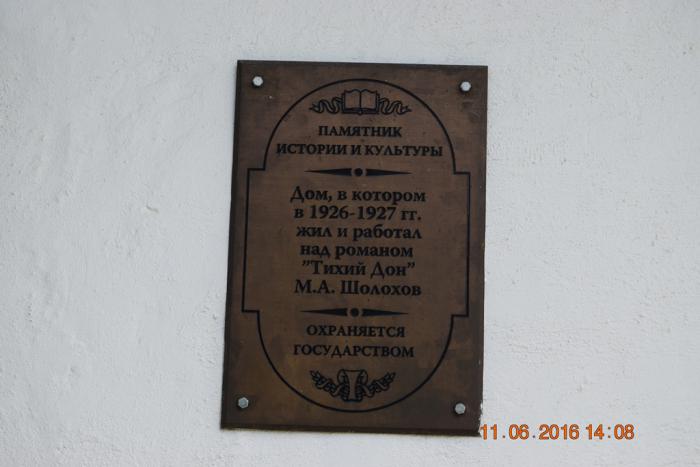 ПАМЯТНИК
ИСТОРИИ И КУЛЬТУРЫ
Дом, в котором
в 1926-1927 гг.
жил и работал
над романом
"Тихий Дон"
М.А. Шолохов
ОХРАНЯЕТСЯ
ГОСУДАРСТВОМ
11.06.2016 14:08